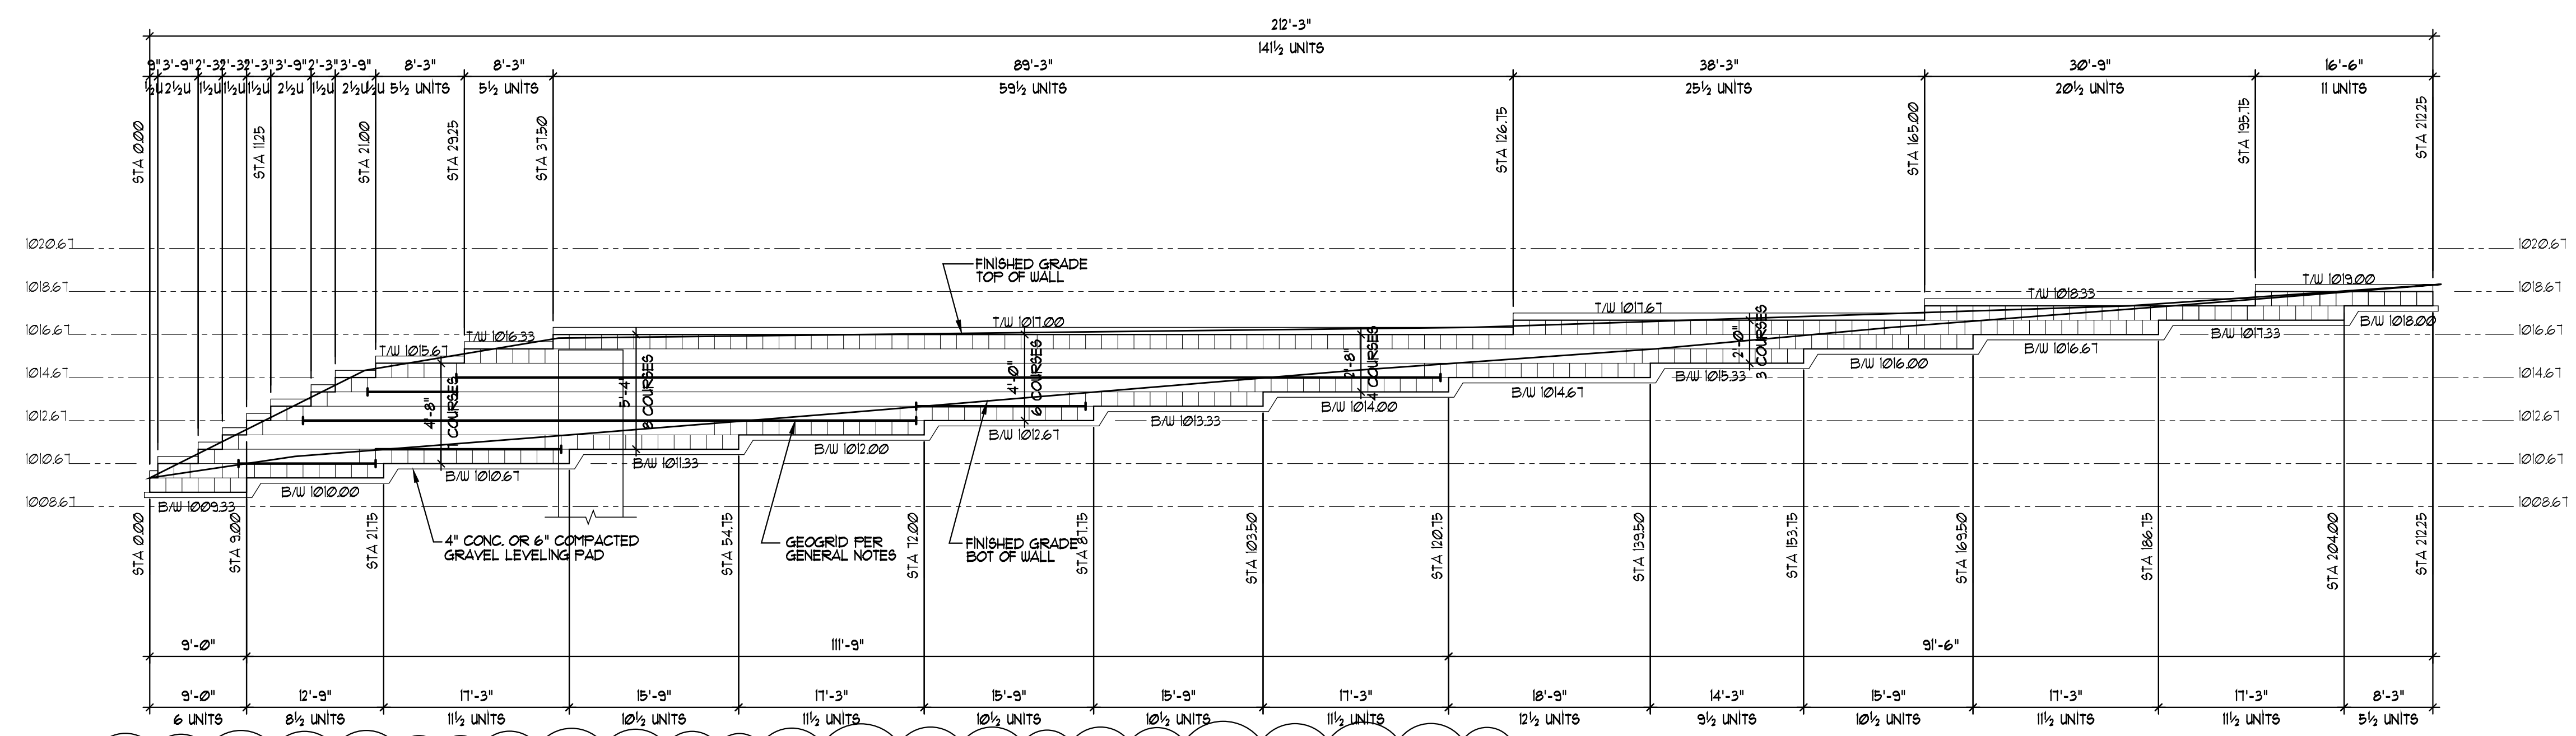 212'-3"
141½ UNITS
9" 3'-9" 2'-3" 2'-3" 2'-3" 3'-9" 2'-3" 3'-9" 8'-3" 8'-3" 89'-3" 38'-3" 30'-9" 16'-6"
½U 2½U 1½U 1½U 1½U 2½U 1½U 2½U 5½ UNITS 5½ UNITS 59½ UNITS 25½ UNITS 20½ UNITS 11 UNITS
STA 0.00 STA 11.25 STA 21.00 STA 29.25 STA 37.50 STA 126.75 STA 165.00 STA 195.75 STA 212.25
1020.67 1020.67
FINISHED GRADE
TOP OF WALL
T/W 1019.00
1018.67 1018.67
T/W 1018.33
T/W 1017.67
T/W 1017.00
1016.67 1016.67
T/W 1016.33
T/W 1015.67
1014.67 1014.67
1012.67 1012.67
1010.67 1010.67
1008.67 1008.67
4'-8"
7 COURSES
5'-4"
8 COURSES
4'-0"
6 COURSES
2'-8"
4 COURSES
2'-0"
3 COURSES
B/W 1009.33
B/W 1010.00
B/W 1010.67
B/W 1011.33
B/W 1012.00
B/W 1012.67
B/W 1013.33
B/W 1014.00
B/W 1014.67
B/W 1015.33
B/W 1016.00
B/W 1016.67
B/W 1017.33
B/W 1018.00
4" CONC. OR 6" COMPACTED
GRAVEL LEVELING PAD
GEOGRID PER
GENERAL NOTES
FINISHED GRADE
BOT OF WALL
STA 0.00 STA 9.00 STA 21.75 STA 54.75 STA 72.00 STA 87.75 STA 103.50 STA 120.75 STA 139.50 STA 153.75 STA 169.50 STA 186.75 STA 204.00 STA 212.25
9'-0" 111'-9" 91'-6"
9'-0" 12'-9" 17'-3" 15'-9" 17'-3" 15'-9" 15'-9" 17'-3" 18'-9" 14'-3" 15'-9" 17'-3" 17'-3" 8'-3"
6 UNITS 8½ UNITS 11½ UNITS 10½ UNITS 11½ UNITS 10½ UNITS 10½ UNITS 11½ UNITS 12½ UNITS 9½ UNITS 10½ UNITS 11½ UNITS 11½ UNITS 5½ UNITS